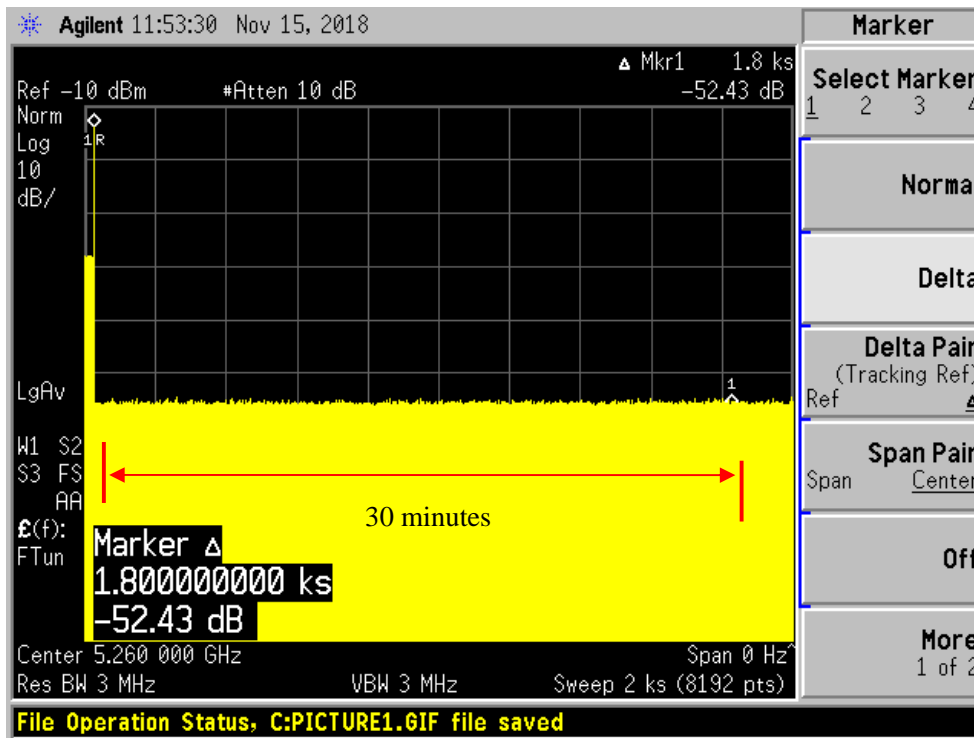 Agilent 11:53:30 Nov 15, 2018
Marker
Δ Mkr1 1.8 ks
Ref -10 dBm #Atten 10 dB -52.43 dB
Norm
Log
10
dB/
1R
LgAv
1
W1 S2
S3 FS
AA
£(f):
FTun
30 minutes
Marker Δ
1.800000000 ks
-52.43 dB
Center 5.260 000 GHz Span 0 Hz^
Res BW 3 MHz VBW 3 MHz Sweep 2 ks (8192 pts)
Select Marker
1 2 3 4
Norma
Delta
Delta Pair
(Tracking Ref)
Ref Δ
Span Pair
Span Center
Off
More
1 of 2
File Operation Status, C:PICTURE1.GIF file saved